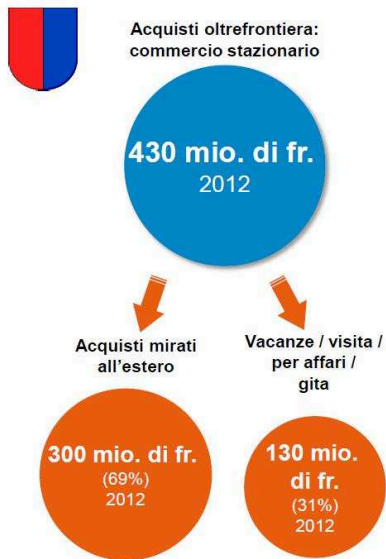 Acquisti oltrefrontiera:
commercio stazionario
430 mio. di fr.
2012
Acquisti mirati
all'estero
300 mio. di fr.
(69%)
2012
Vacanze / visita /
per affari /
gita
130 mio.
di fr.
(31%)
2012